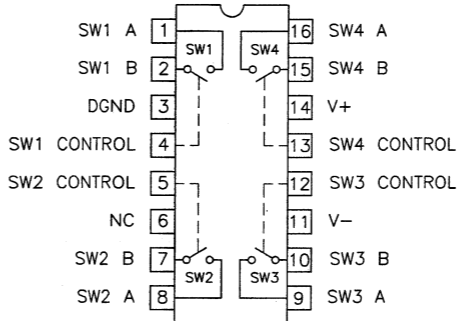 SW1 A 1 16 SW4 A
SW1 SW4
SW1 B 2 15 SW4 B
DGND 3 14 V+
SW1 CONTROL 4 13 SW4 CONTROL
SW2 CONTROL 5 12 SW3 CONTROL
NC 6 11 V−
SW2 B 7 10 SW3 B
SW2 SW3
SW2 A 8 9 SW3 A